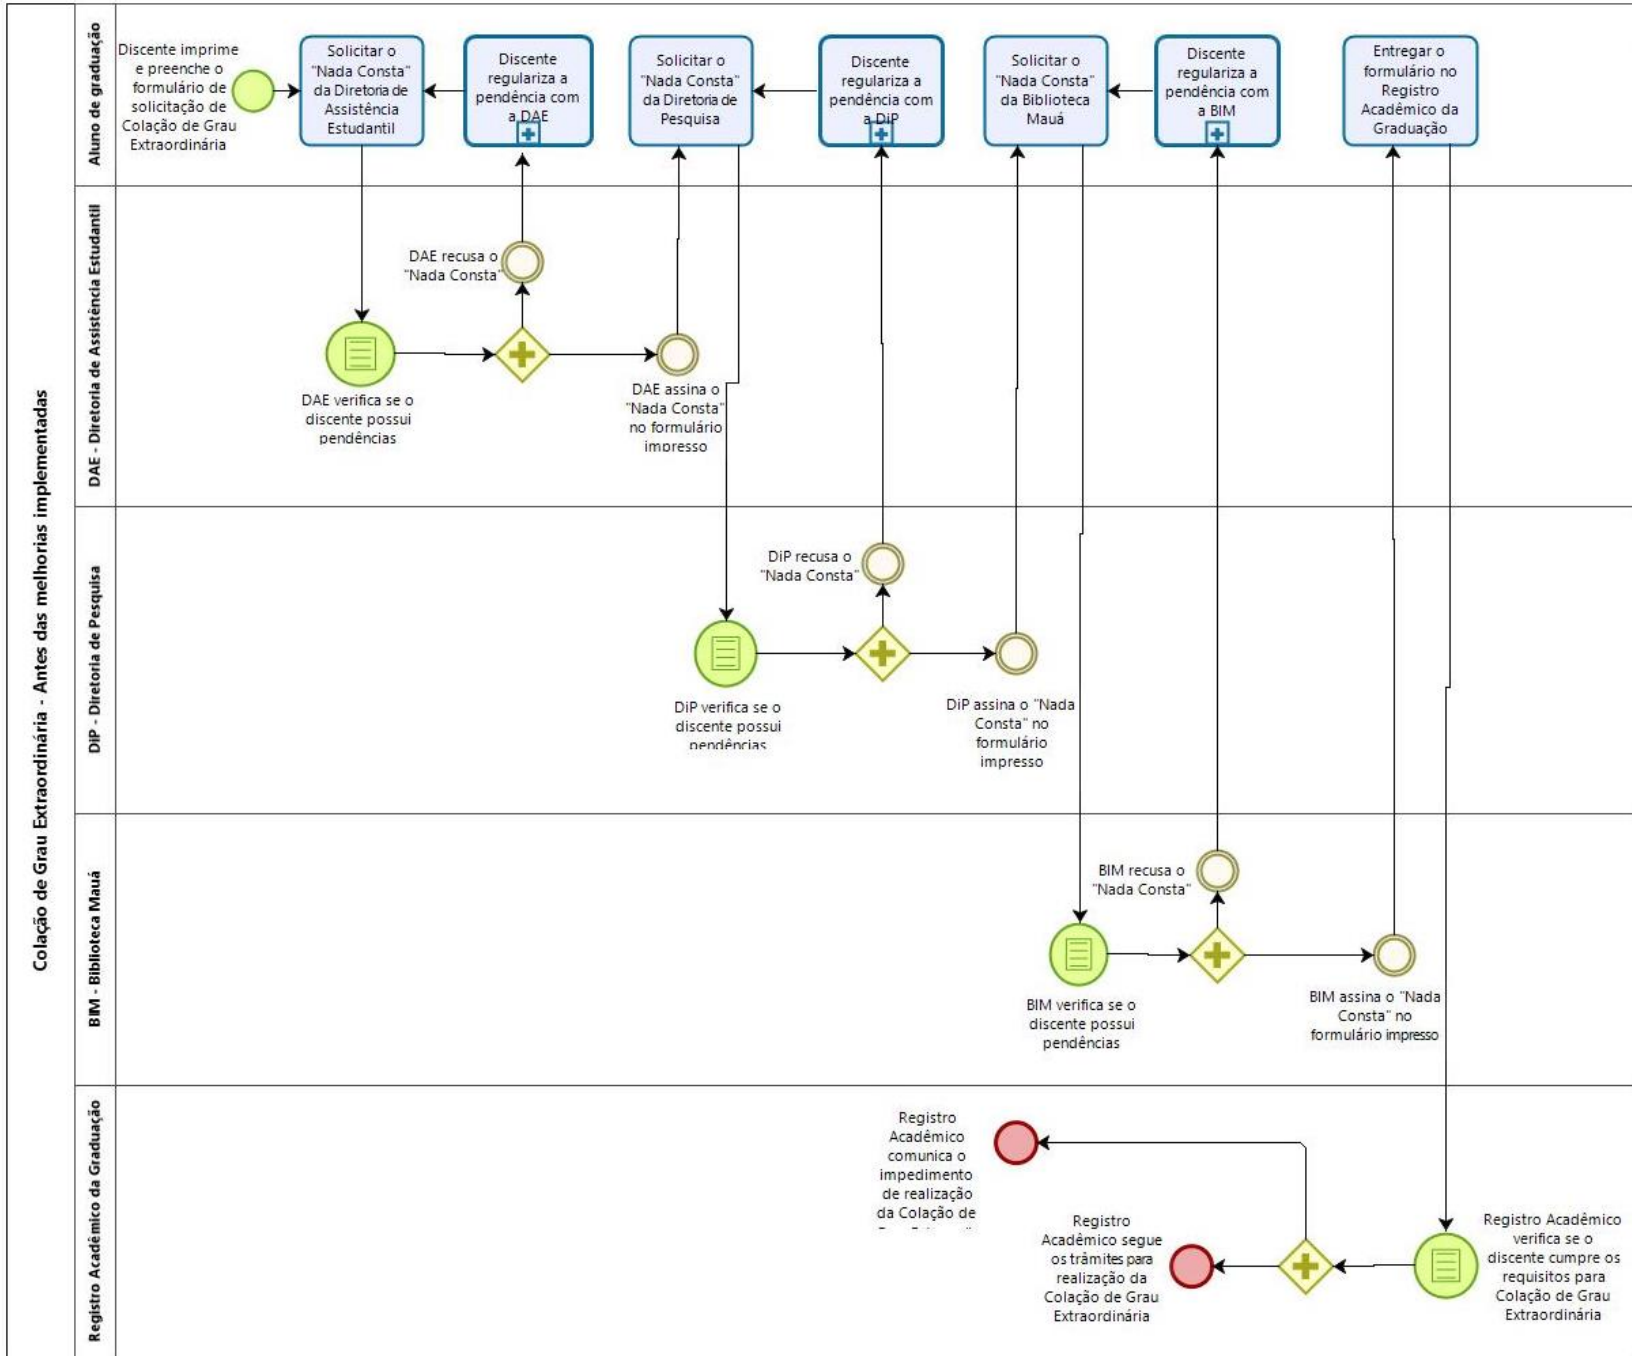 Colação de Grau Extraordinária - Antes das melhorias implementadas
Aluno de graduação
Discente imprime
e preenche o
formulário de
solicitação de
Colação de Grau
Extraordinária
Solicitar o
"Nada Consta"
da Diretoria de
Assistência
Estudantil
Discente
regulariza a
pendência com
a DAE
Solicitar o
"Nada Consta"
da Diretoria de
Pesquisa
Discente
regulariza a
pendência com
a DiP
Solicitar o
"Nada Consta"
da Biblioteca
Mauá
Discente
regulariza a
pendência com
a BIM
Entregar o
formulário no
Registro
Acadêmico da
Graduação
DAE - Diretoria de Assistência Estudantil
DAE recusa o
"Nada Consta"
DAE verifica se o
discente possui
pendências
DAE assina o
"Nada Consta"
no formulário
impresso
DiP - Diretoria de Pesquisa
DiP recusa o
"Nada Consta"
DiP verifica se o
discente possui
pendências
DiP assina o "Nada
Consta" no
formulário
impresso
BIM - Biblioteca Mauá
BIM recusa o
"Nada Consta"
BIM verifica se o
discente possui
pendências
BIM assina o "Nada
Consta" no
formulário impresso
Registro Acadêmico da Graduação
Registro
Acadêmico
comunica o
impedimento
de realização
da Colação de
Registro
Acadêmico segue
os trâmites para
realização da
Colação de Grau
Extraordinária
Registro Acadêmico
verifica se o
discente cumpre os
requisitos para
Colação de Grau
Extraordinária